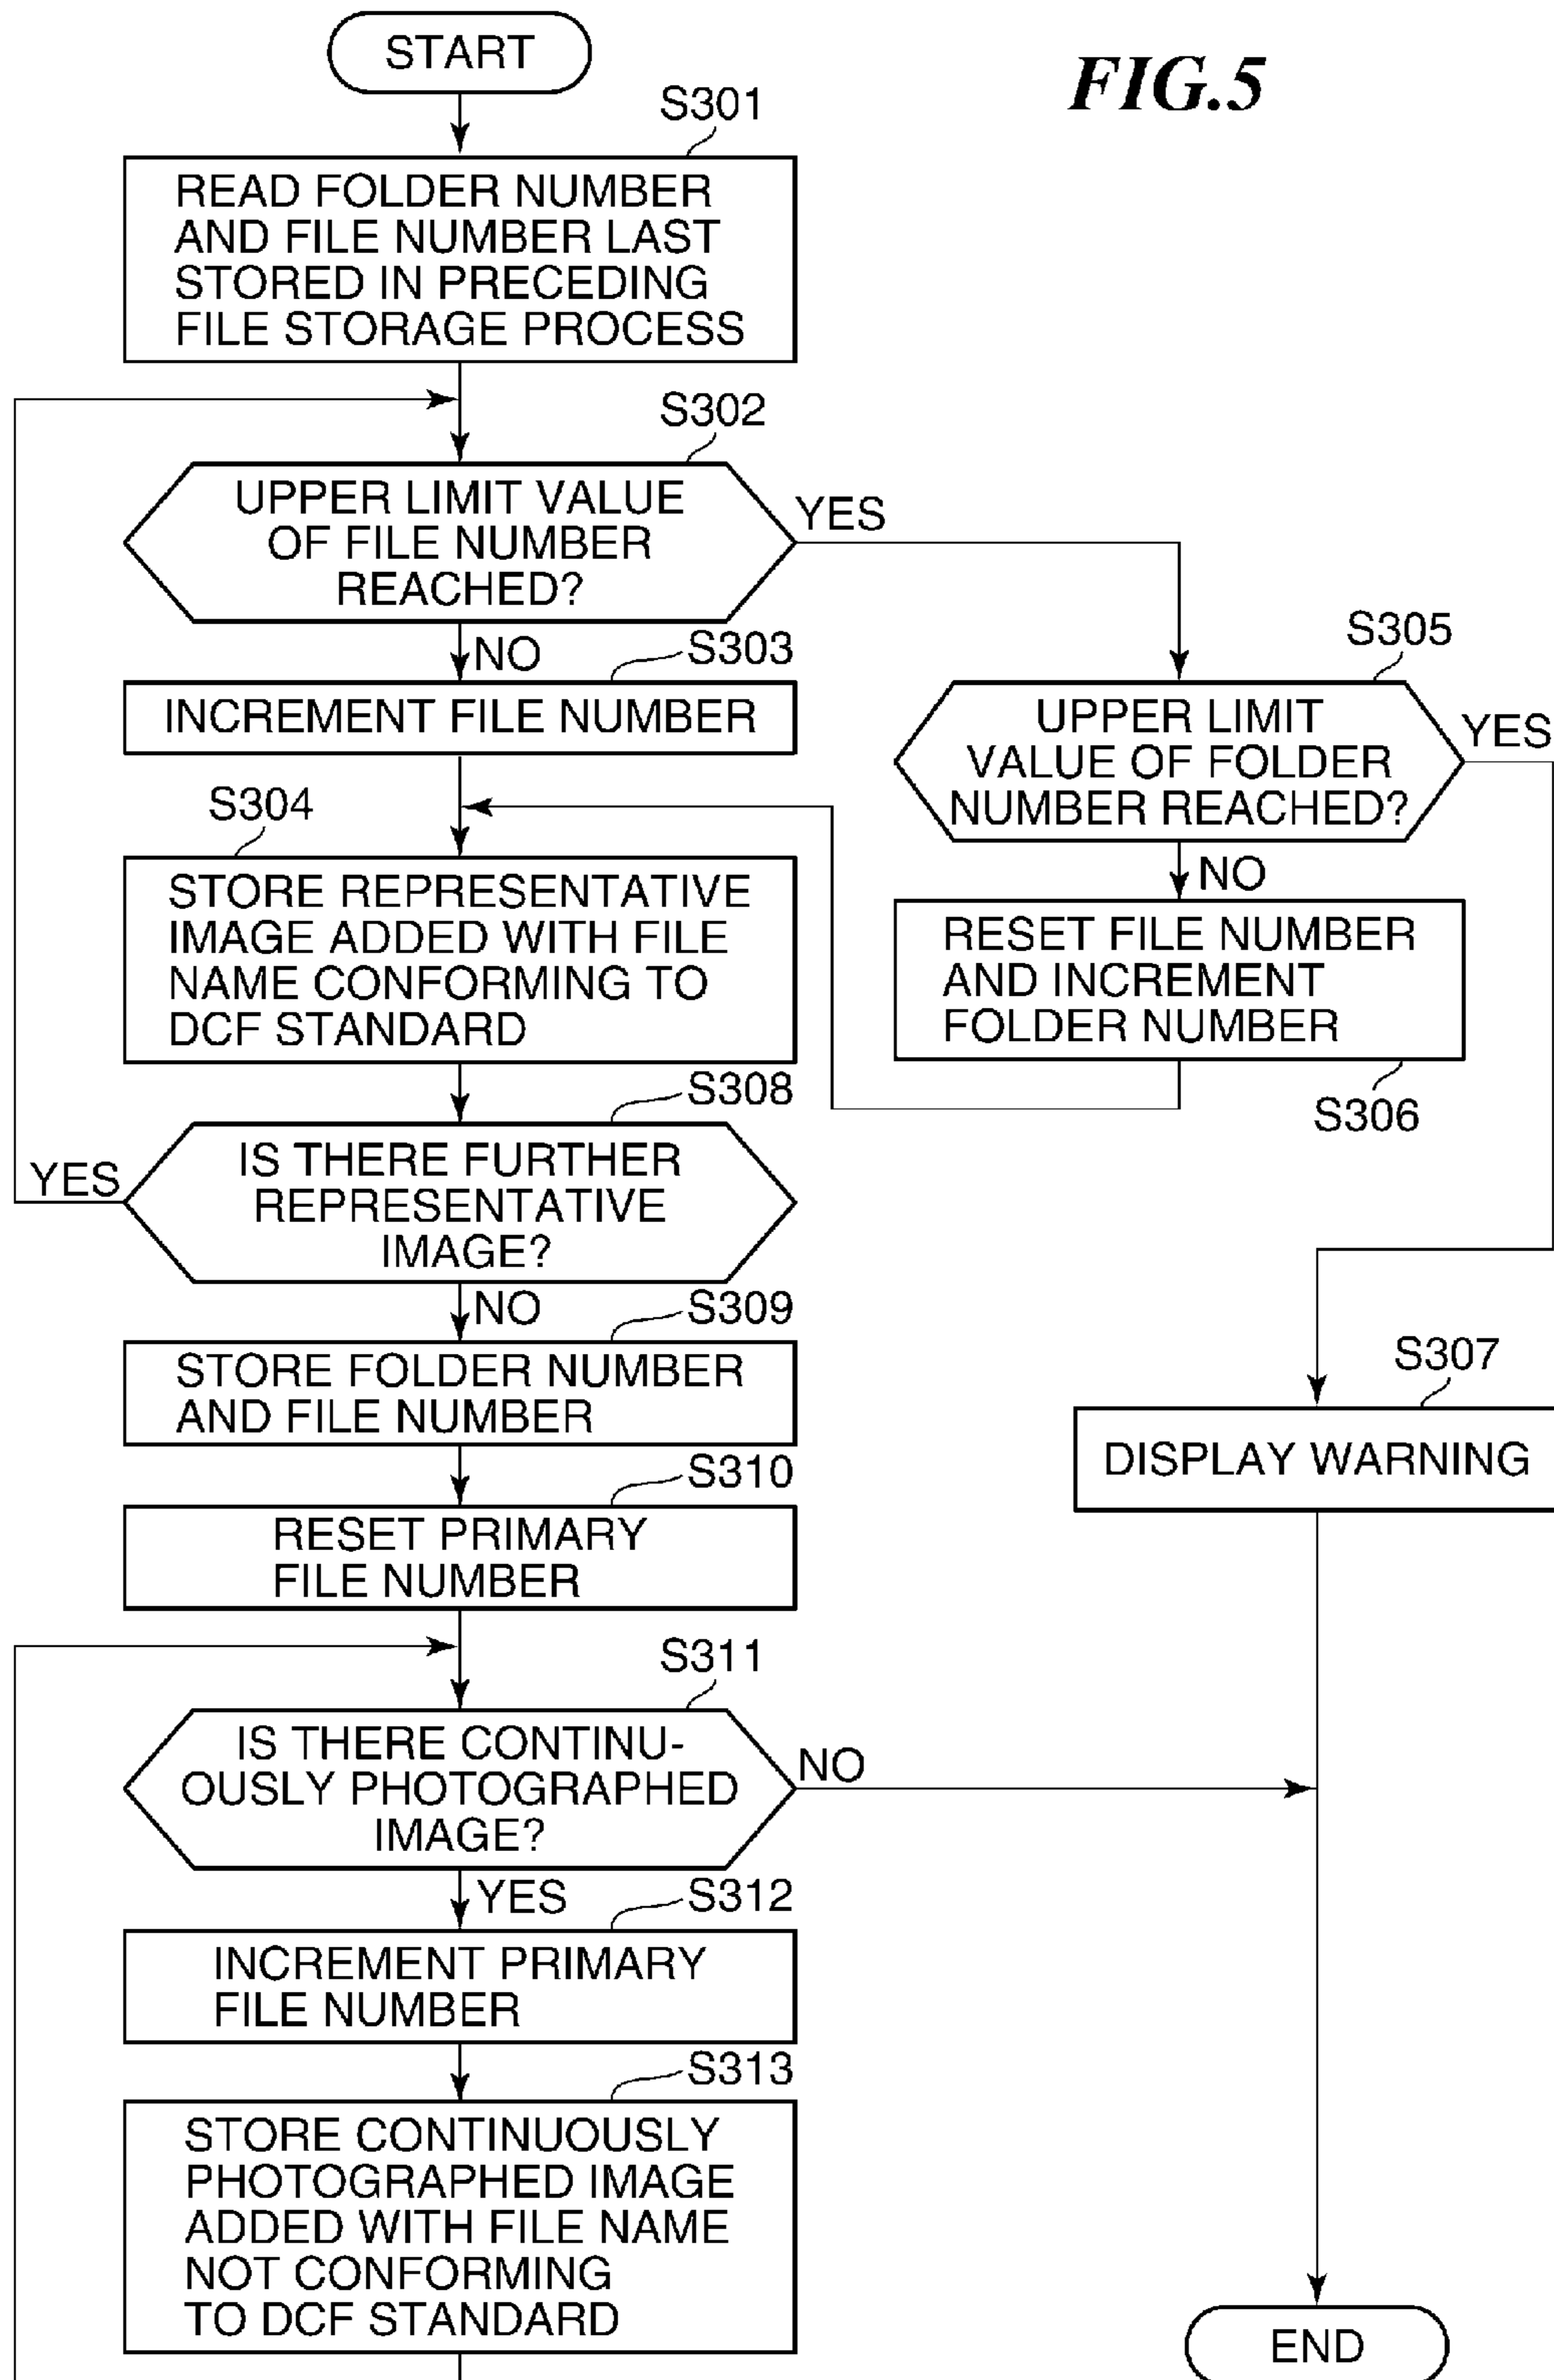 START
FIG.5
S301
READ FOLDER NUMBER
AND FILE NUMBER LAST
STORED IN PRECEDING
FILE STORAGE PROCESS
S302
UPPER LIMIT VALUE
OF FILE NUMBER
REACHED?
YES
NO
S303
INCREMENT FILE NUMBER
S305
UPPER LIMIT
VALUE OF FOLDER
NUMBER REACHED?
YES
NO
S304
STORE REPRESENTATIVE
IMAGE ADDED WITH FILE
NAME CONFORMING TO
DCF STANDARD
RESET FILE NUMBER
AND INCREMENT
FOLDER NUMBER
S306
S308
IS THERE FURTHER
REPRESENTATIVE
IMAGE?
YES
NO
S309
STORE FOLDER NUMBER
AND FILE NUMBER
S307
DISPLAY WARNING
S310
RESET PRIMARY
FILE NUMBER
S311
IS THERE CONTINU-
OUSLY PHOTOGRAPHED
IMAGE?
NO
YES
S312
INCREMENT PRIMARY
FILE NUMBER
S313
STORE CONTINUOUSLY
PHOTOGRAPHED IMAGE
ADDED WITH FILE NAME
NOT CONFORMING
TO DCF STANDARD
END